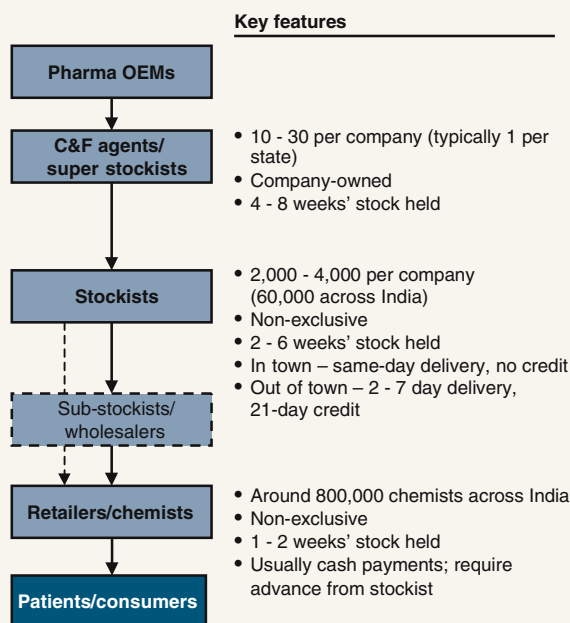 Key features
Pharma OEMs
C&F agents/
super stockists
• 10 - 30 per company (typically 1 per
state)
• Company-owned
• 4 - 8 weeks' stock held
Stockists
• 2,000 - 4,000 per company
(60,000 across India)
• Non-exclusive
• 2 - 6 weeks' stock held
• In town – same-day delivery, no credit
• Out of town – 2 - 7 day delivery,
21-day credit
Sub-stockists/
wholesalers
Retailers/chemists
• Around 800,000 chemists across India
• Non-exclusive
• 1 - 2 weeks' stock held
• Usually cash payments; require
advance from stockist
Patients/consumers